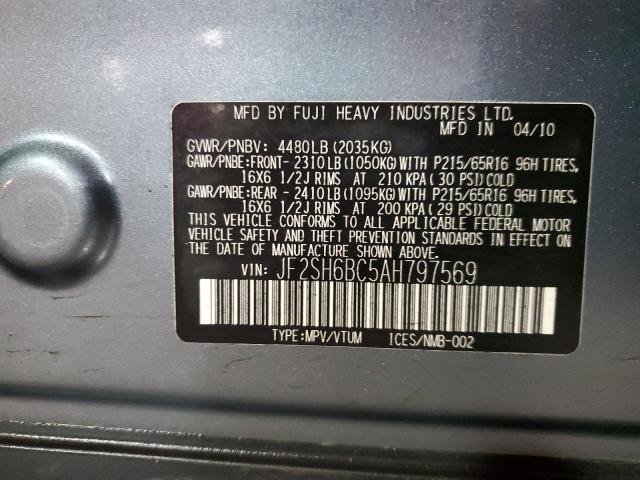 MFD BY FUJI HEAVY INDUSTRIES LTD.
MFD IN 04/10
GVWR/PNBV: 4480LB (2035KG)
GAWR/PNBE:FRONT- 2310LB (1050KG) WITH P215/65R16 96H TIRES,
16X6 1/2J RIMS AT 210 KPA ( 30 PSI) COLD
GAWR/PNBE:REAR - 2410LB (1095KG) WITH P215/65R16 96H TIRES,
16X6 1/2J RIMS AT 200 KPA ( 29 PSI) COLD
THIS VEHICLE CONFORMS TO ALL APPLICABLE FEDERAL MOTOR
VEHICLE SAFETY AND THEFT PREVENTION STANDARDS IN
EFFECT ON THE DATE OF MANUFACTURE SHOWN ABOVE.
VIN: JF2SH6BC5AH797569
TYPE:MPV/VTUM ICES/NMB-002